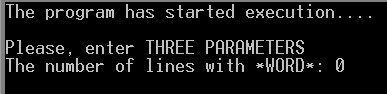 The program has started execution....
Please, enter THREE PARAMETERS
The number of lines with *WORD*: 0